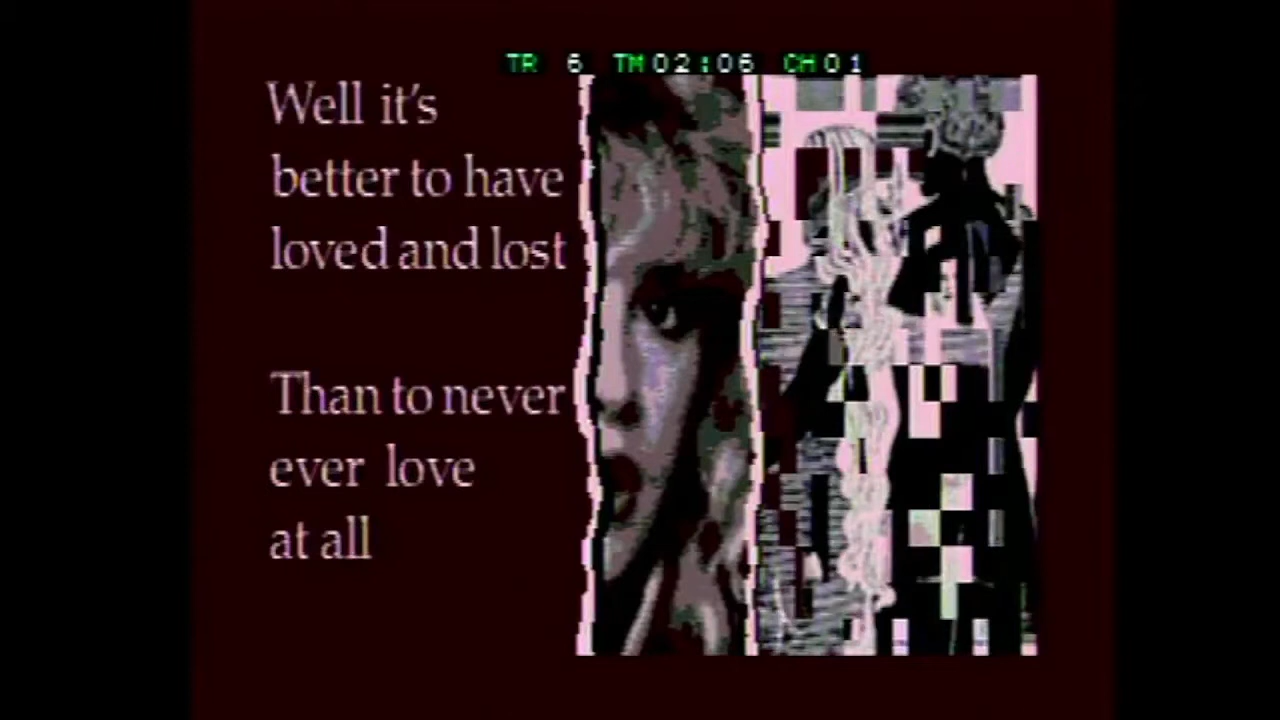 TR 6 TM02:06 CH01
Well it's
better to have
loved and lost
Than to never
ever love
at all